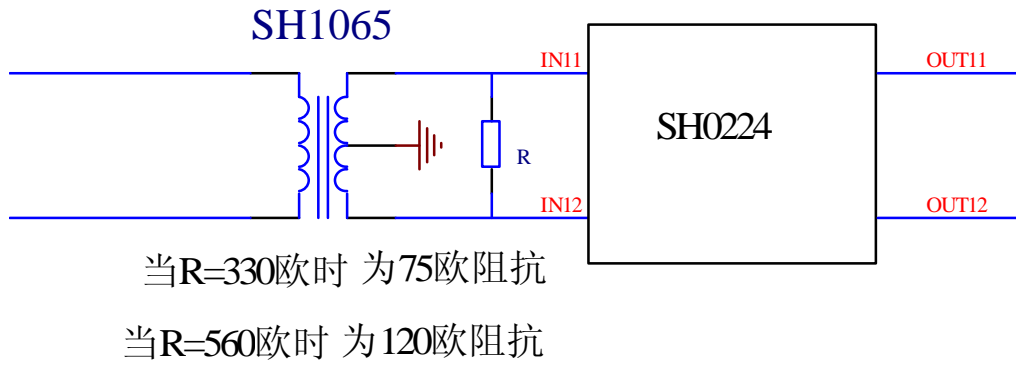 SH1065
IN11
OUT11
SH0224
R
IN12
OUT12
当R=330欧时 为75欧阻抗
当R=560欧时 为120欧阻抗